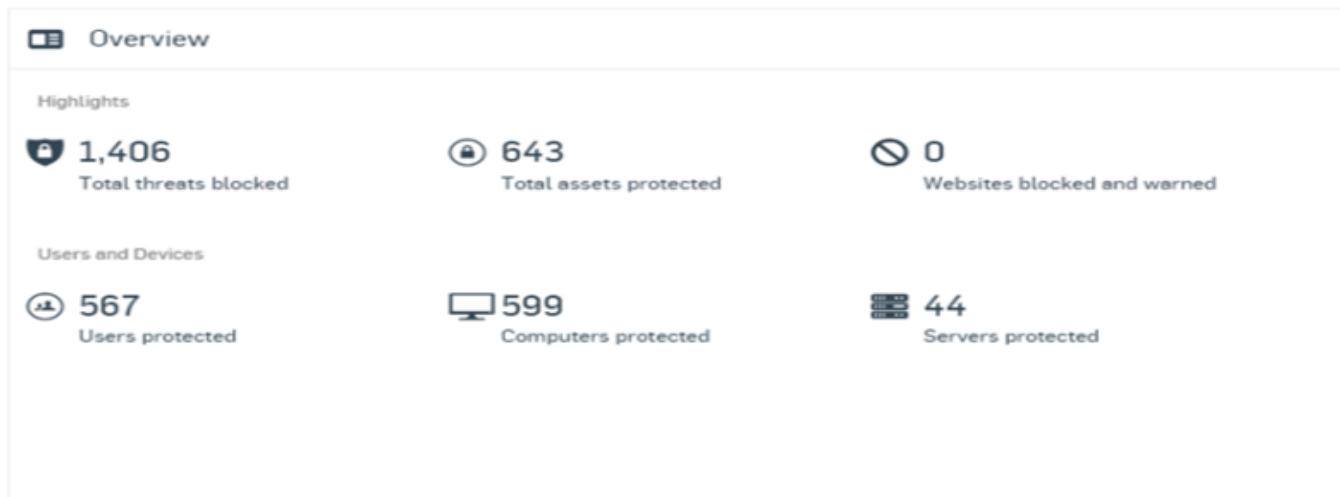 Overview
Highlights
1,406
Total threats blocked
643
Total assets protected
0
Websites blocked and warned
Users and Devices
567
Users protected
599
Computers protected
44
Servers protected